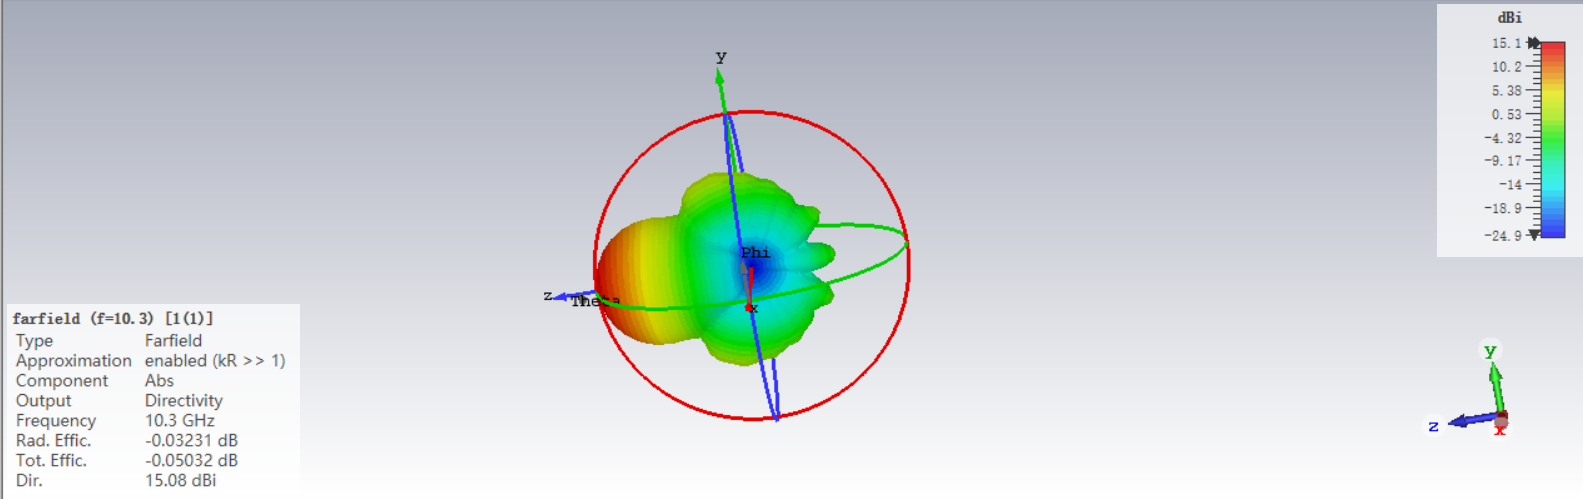 dBi
15.1
10.2
5.38
0.53
-4.32
-9.17
-14
-18.9
-24.9
y
Phi
z
Theta
x
farfield (f=10.3) [1(1)]
Type Farfield
Approximation enabled (kR >> 1)
Component Abs
Output Directivity
Frequency 10.3 GHz
Rad. Effic. -0.03231 dB
Tot. Effic. -0.05032 dB
Dir. 15.08 dBi
y
z
x